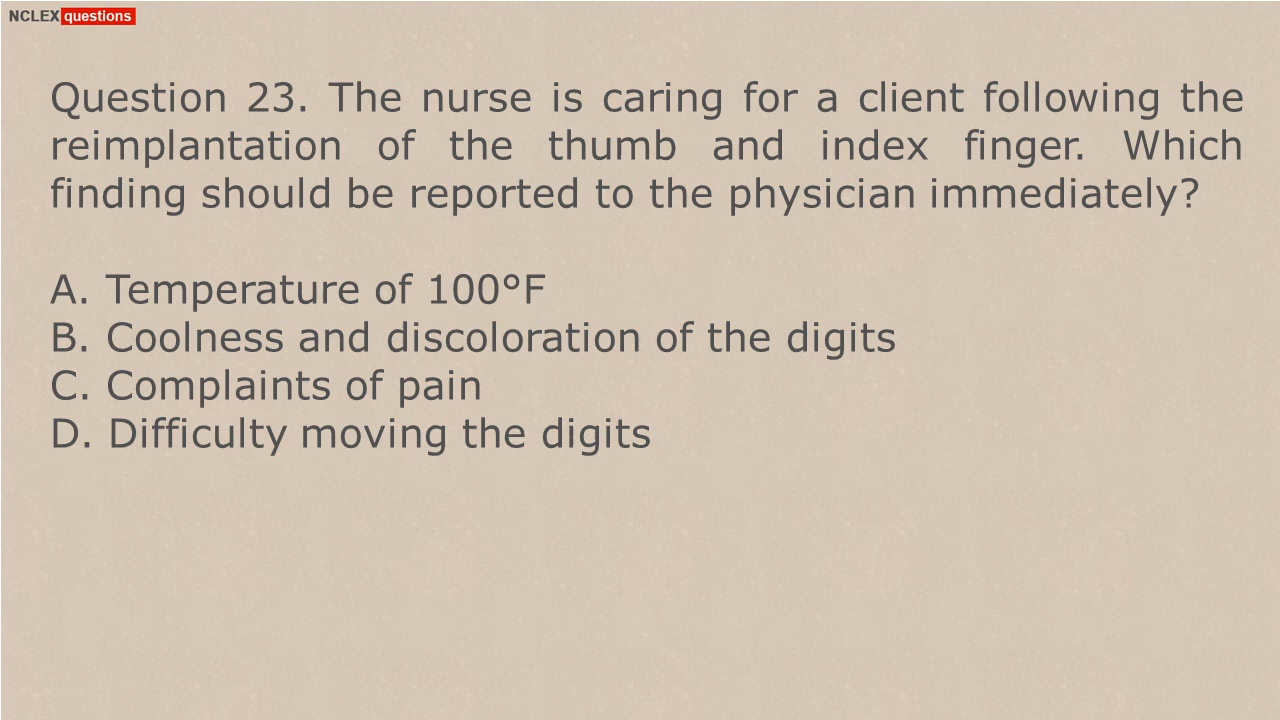 NCLEX questions
Question 23. The nurse is caring for a client following the
reimplantation of the thumb and index finger. Which
finding should be reported to the physician immediately?
A. Temperature of 100°F
B. Coolness and discoloration of the digits
C. Complaints of pain
D. Difficulty moving the digits